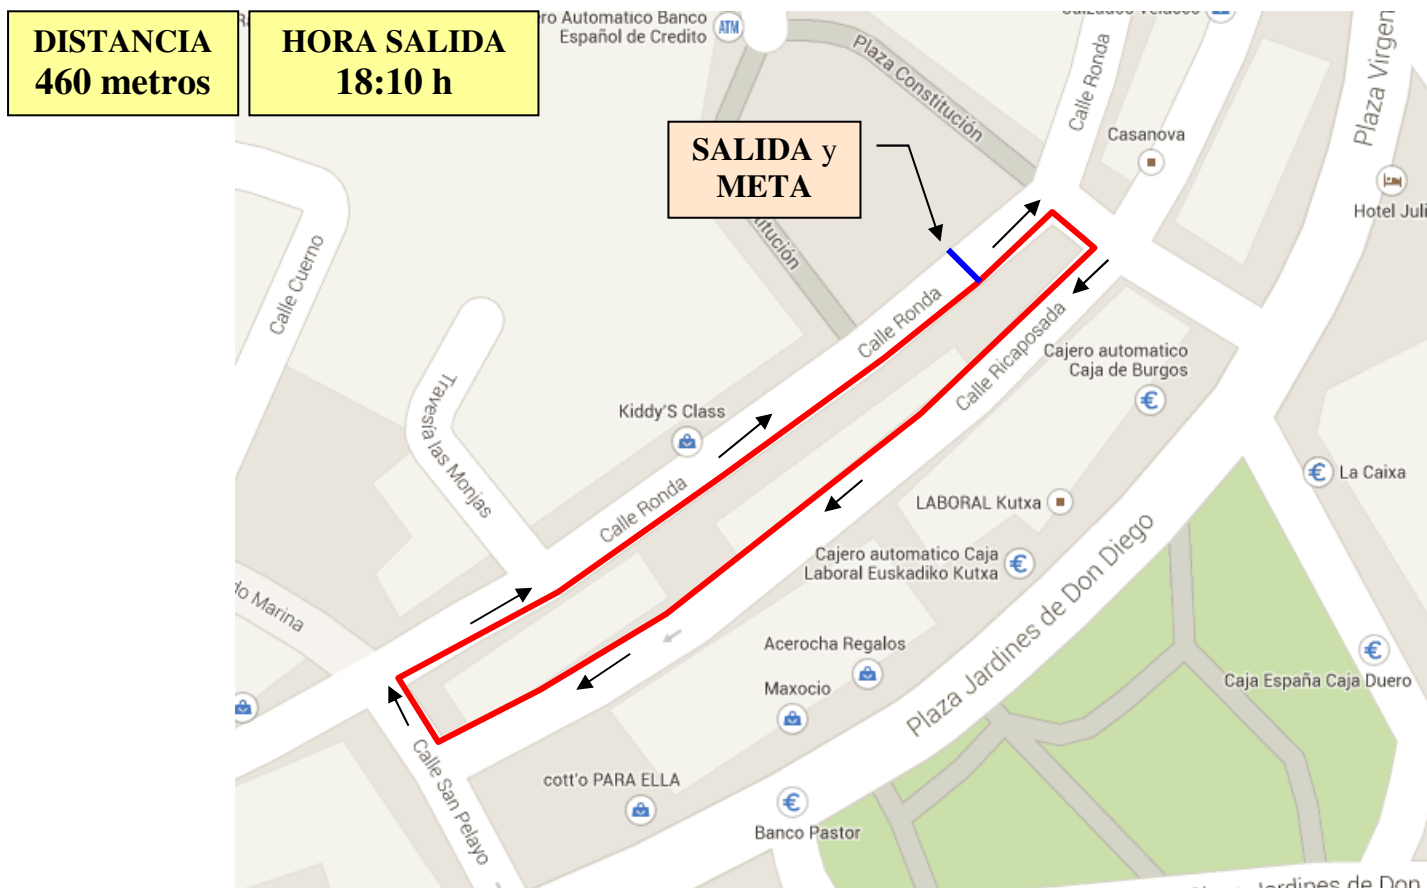 DISTANCIA
460 metros
HORA SALIDA
18:10 h
Automatico Banco
Español de Credito
ATM
Plaza Constitución
Calle Ronda
Plaza Virgen
Casanova
Hotel Juli
SALIDA y
META
Calle Cuerno
Calle Ronda
Calle Ricaposada
Cajero automatico
Caja de Burgos
Travesía las Monjas
Kiddy'S Class
Calle Ronda
La Caixa
LABORAL Kutxa
Cajero automatico Caja
Laboral Euskadiko Kutxa
Plaza Jardines de Don Diego
Marina
Acerocha Regalos
Maxocio
Caja España Caja Duero
Calle San Pelayo
cott'o PARA ELLA
Banco Pastor
Jardines de Don